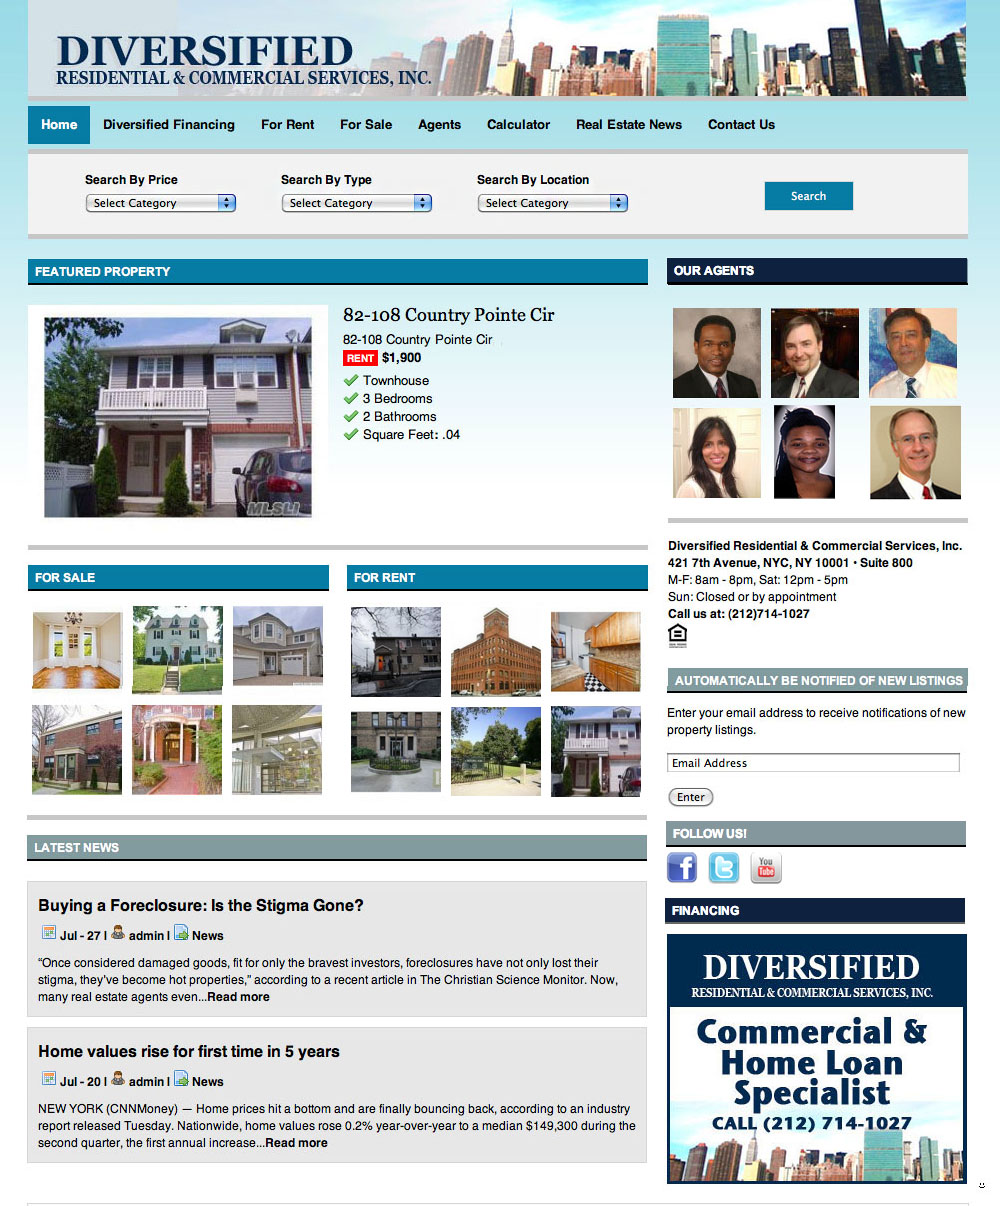 DIVERSIFIED
RESIDENTIAL & COMMERCIAL SERVICES, INC.
Home
Diversified Financing
For Rent
For Sale
Agents
Calculator
Real Estate News
Contact Us
Search By Price
Search By Type
Search By Location
Select Category
Select Category
Select Category
Search
FEATURED PROPERTY
82-108 Country Pointe Cir
82-108 Country Pointe Cir
RENT $1,900
Townhouse
3 Bedrooms
2 Bathrooms
Square Feet: .04
MLSLI
OUR AGENTS
Diversified Residential & Commercial Services, Inc.
421 7th Avenue, NYC, NY 10001 • Suite 800
M-F: 8am - 8pm, Sat: 12pm - 5pm
Sun: Closed or by appointment
Call us at: (212)714-1027
FOR SALE
FOR RENT
AUTOMATICALLY BE NOTIFIED OF NEW LISTINGS
Enter your email address to receive notifications of new
property listings.
Email Address
Enter
FOLLOW US!
f
t
You
Tube
LATEST NEWS
Buying a Foreclosure: Is the Stigma Gone?
Jul - 27 | admin | News
“Once considered damaged goods, fit for only the bravest investors, foreclosures have not only lost their
stigma, they’ve become hot properties,” according to a recent article in The Christian Science Monitor. Now,
many real estate agents even...Read more
Home values rise for first time in 5 years
Jul - 20 | admin | News
NEW YORK (CNNMoney) — Home prices hit a bottom and are finally bouncing back, according to an industry
report released Tuesday. Nationwide, home values rose 0.2% year-over-year to a median $149,300 during the
second quarter, the first annual increase...Read more
FINANCING
DIVERSIFIED
RESIDENTIAL & COMMERCIAL SERVICES, INC.
Commercial &
Home Loan
Specialist
CALL (212) 714-1027